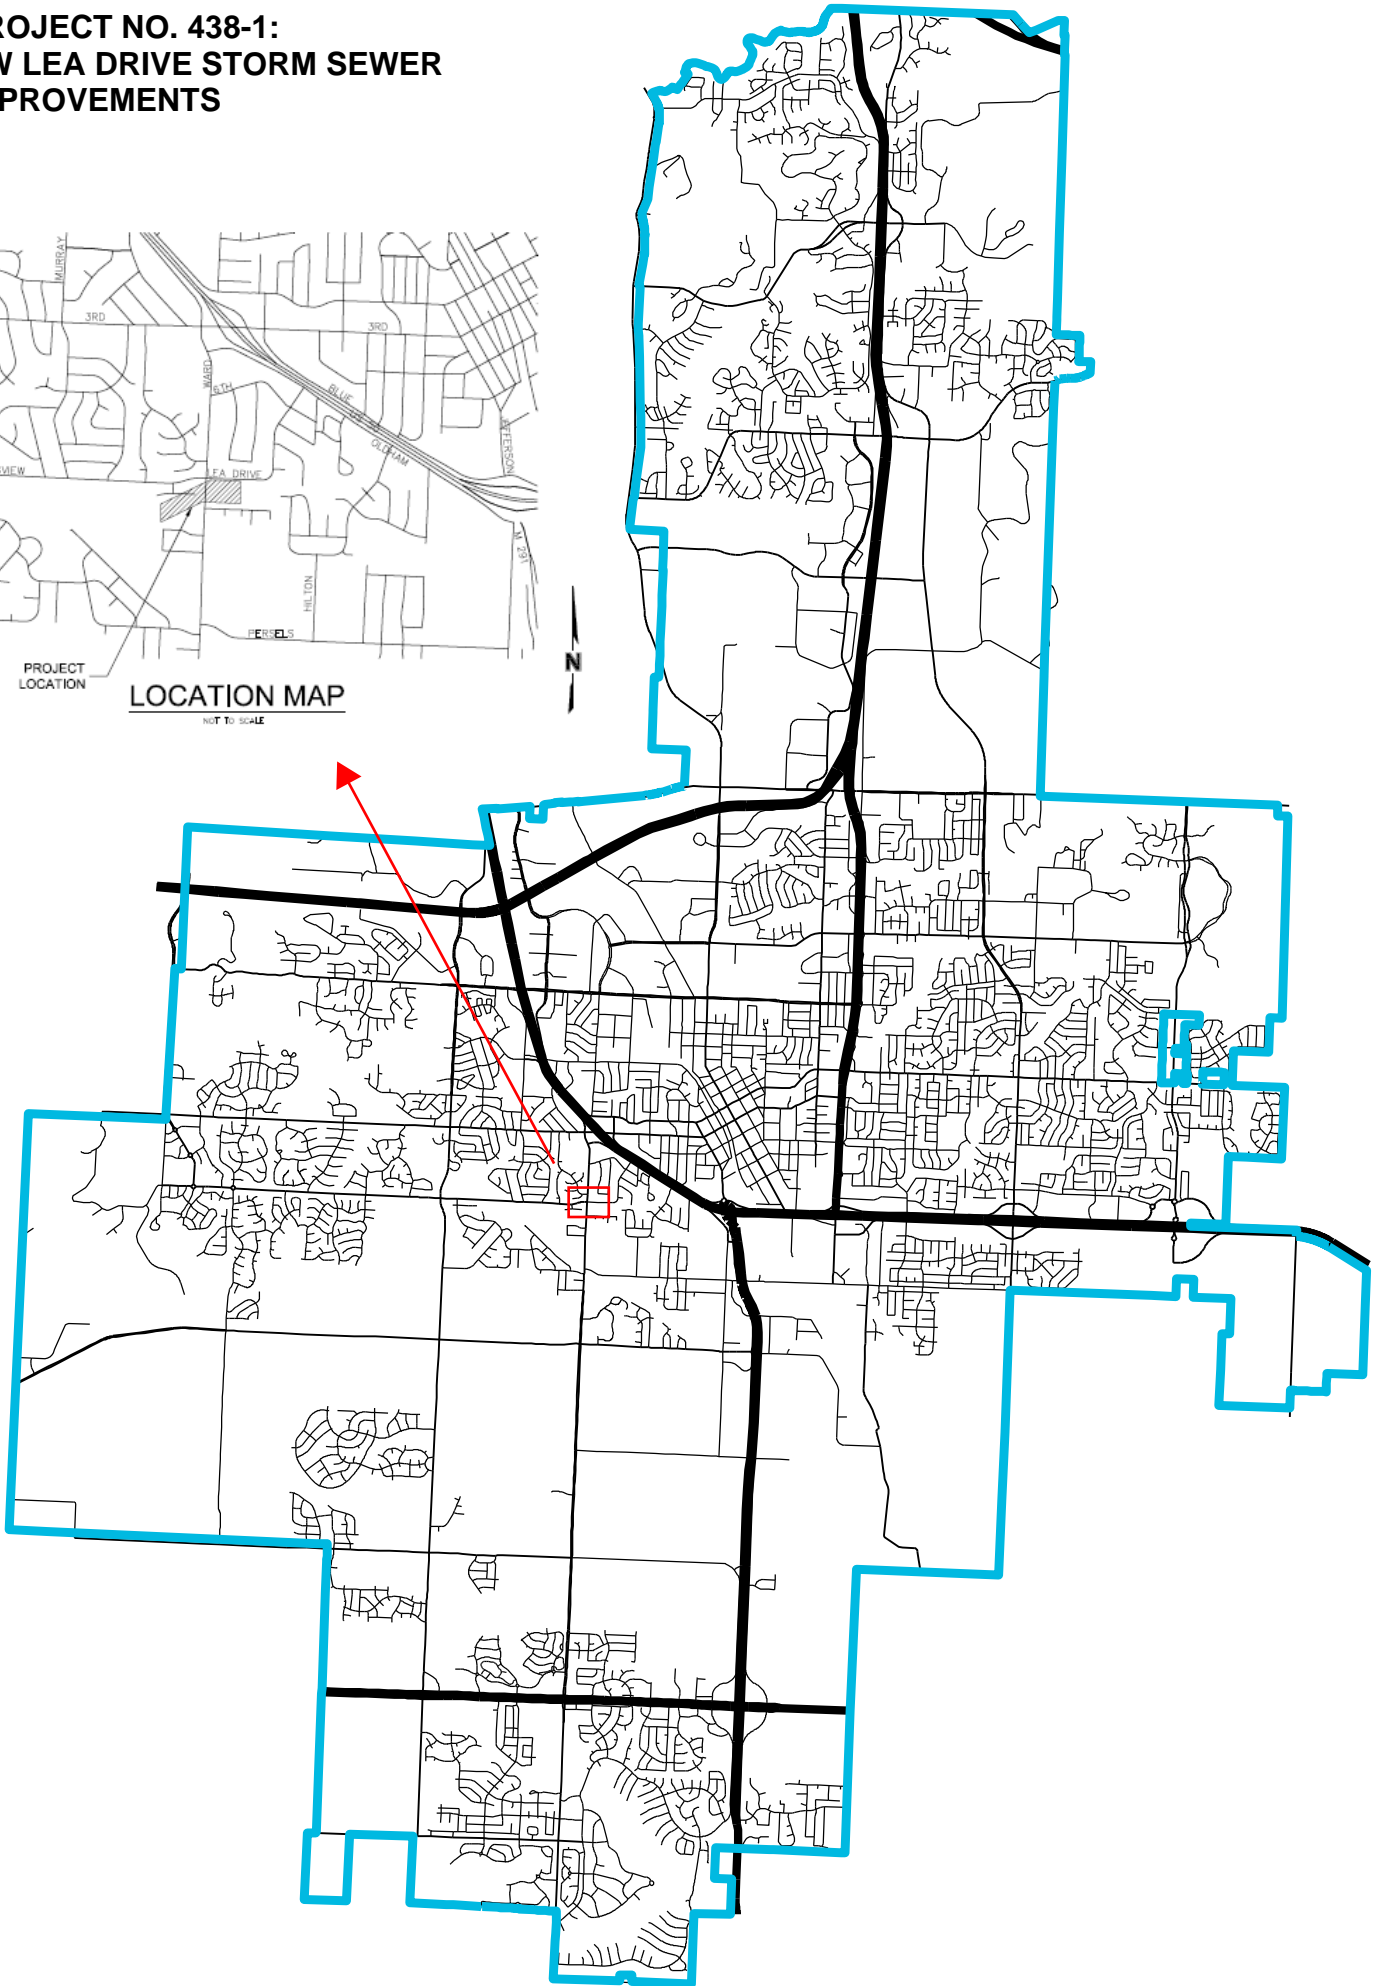 ROJECT NO. 438-1:
W LEA DRIVE STORM SEWER
PROVEMENTS
MURRAY
3RD
3RD
WARD
5TH
BLUE
OLDHAM
JEFFERSON
VIEW
LEA DRIVE
M 291
HILTON
PERSELS
PROJECT
LOCATION
LOCATION MAP
NOT TO SCALE
N